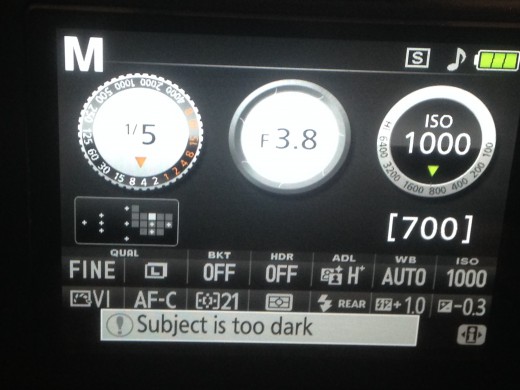 M S
1/5 F3.8 ISO 1000
[700]
QUAL BKT HDR ADL WB ISO
FINE L OFF OFF H+ AUTO 1000
VI AF-C 21 REAR +1.0 -0.3
Subject is too dark